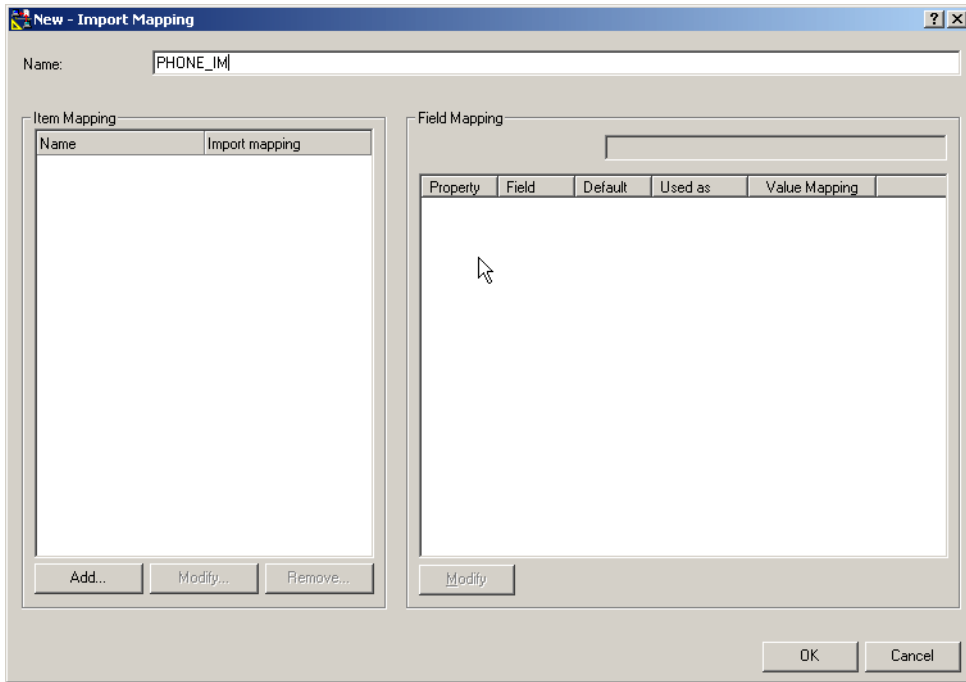 New - Import Mapping
Name: PHONE_IM
Item Mapping
Name Import mapping
Add... Modify... Remove...
Field Mapping
Property Field Default Used as Value Mapping
Modify
OK Cancel